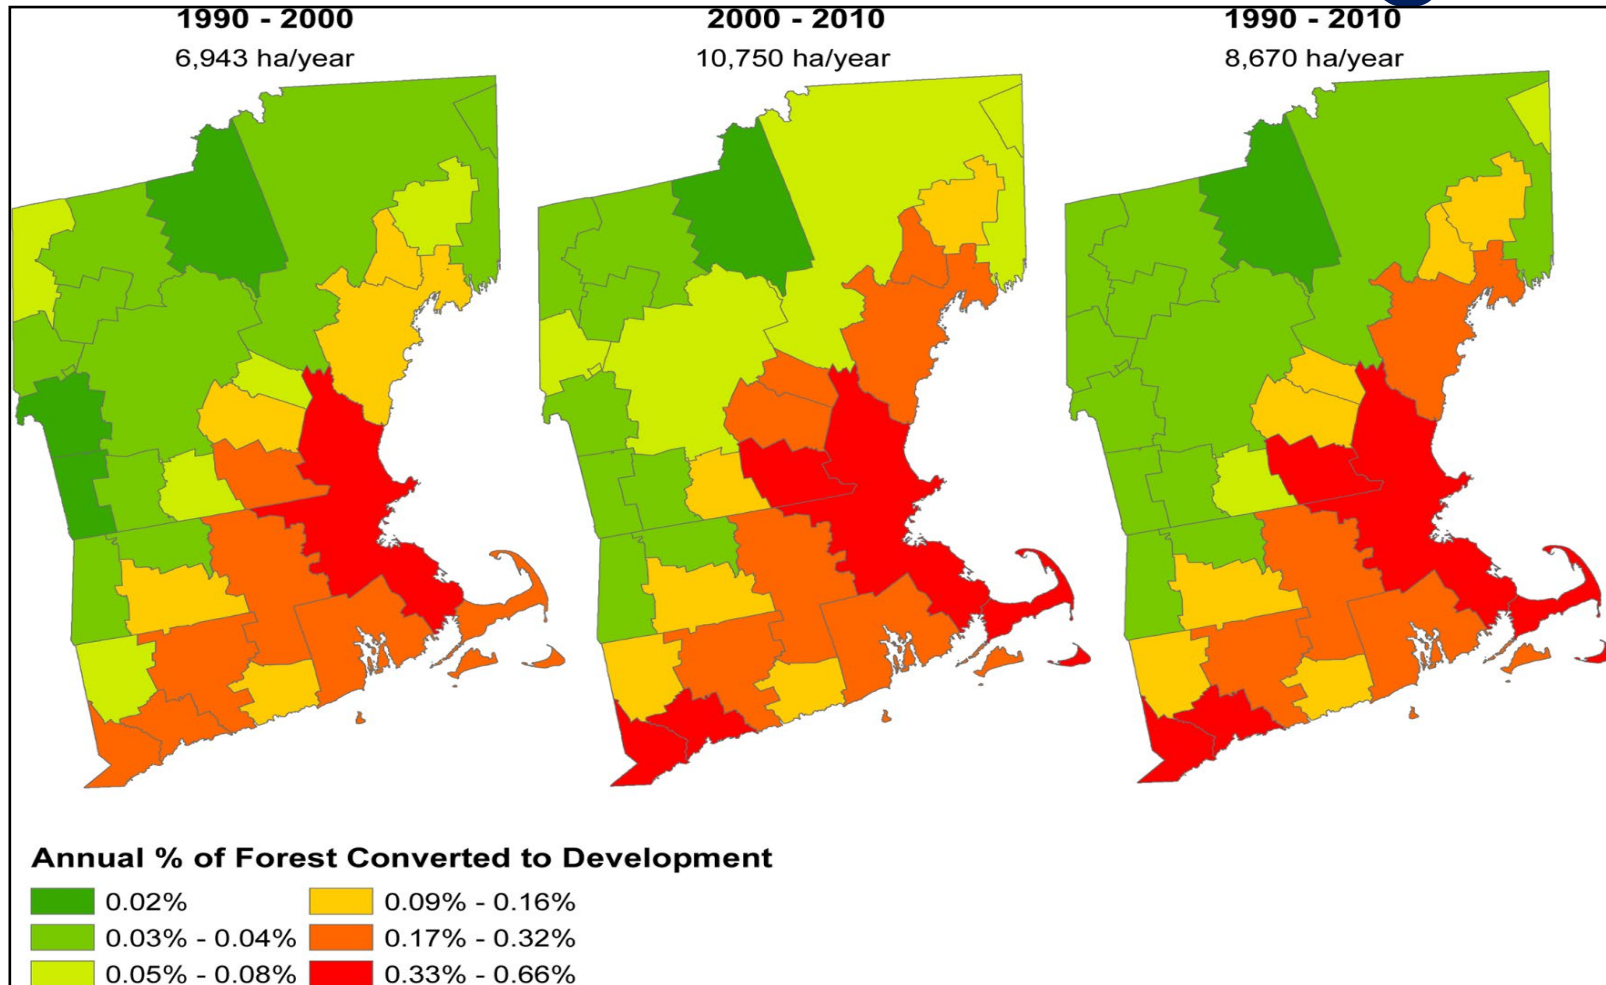 1990 - 2000
6,943 ha/year
2000 - 2010
10,750 ha/year
1990 - 2010
8,670 ha/year
Annual % of Forest Converted to Development
0.02%
0.03% - 0.04%
0.05% - 0.08%
0.09% - 0.16%
0.17% - 0.32%
0.33% - 0.66%